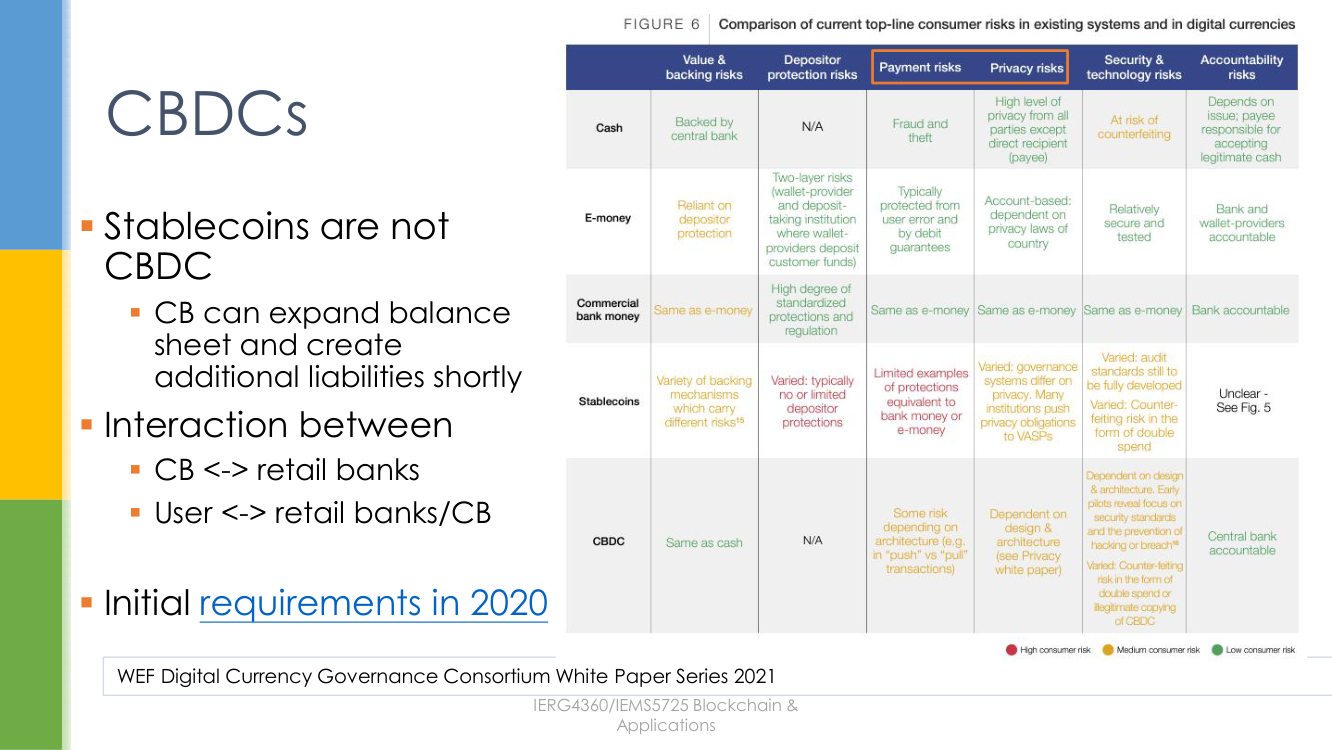 CBDCs
Stablecoins are not
CBDC
CB can expand balance
sheet and create
additional liabilities shortly
Interaction between
CB <-> retail banks
User <-> retail banks/CB
Initial requirements in 2020
FIGURE 6 Comparison of current top-line consumer risks in existing systems and in digital currencies
Value &
backing risks
Depositor
protection risks
Payment risks
Privacy risks
Security &
technology risks
Accountability
risks
Cash
Backed by
central bank
N/A
Fraud and
theft
High level of
privacy from all
parties except
direct recipient
(payee)
At risk of
counterfeiting
Depends on
issue; payee
responsible for
accepting
legitimate cash
E-money
Reliant on
depositor
protection
Two-layer risks
(wallet-provider
and deposit-
taking institution
where wallet-
providers deposit
customer funds)
Typically
protected from
user error and
by debit
guarantees
Account-based:
dependent on
privacy laws of
country
Relatively
secure and
tested
Bank and
wallet-providers
accountable
Commercial
bank money
Same as e-money
High degree of
standardized
protections and
regulation
Same as e-money
Same as e-money
Same as e-money
Bank accountable
Stablecoins
Variety of backing
mechanisms
which carry
different risks¹⁵
Varied: typically
no or limited
depositor
protections
Limited examples
of protections
equivalent to
bank money or
e-money
Varied: governance
systems differ on
privacy. Many
institutions push
privacy obligations
to VASPs
Varied: audit
standards still to
be fully developed
Varied: Counter-
feiting risk in the
form of double
spend
Unclear -
See Fig. 5
CBDC
Same as cash
N/A
Some risk
depending on
architecture (e.g.
in “push” vs “pull”
transactions)
Dependent on
design &
architecture
(see Privacy
white paper)
Dependent on design
& architecture. Early
pilots reveal focus on
security standards
and the prevention of
hacking or breach¹⁶
Varied: Counter-feiting
risk in the form of
double spend or
illegitimate copying
of CBDC
Central bank
accountable
High consumer risk
Medium consumer risk
Low consumer risk
WEF Digital Currency Governance Consortium White Paper Series 2021
IERG4360/IEMS5725 Blockchain &
Applications